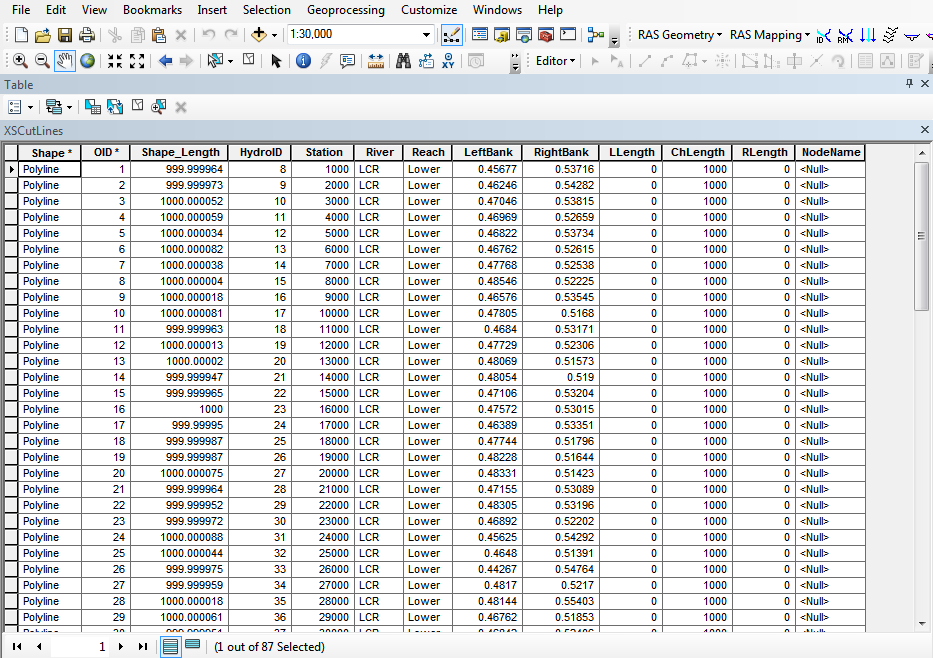 File Edit View Bookmarks Insert Selection Geoprocessing Customize Windows Help
1:30,000 RAS Geometry RAS Mapping ID RAK
XY Editor
Table
XSCutLines
Shape * OID * Shape_Length HydroID Station River Reach LeftBank RightBank LLength ChLength RLength NodeName
Polyline 1 999.999964 8 1000 LCR Lower 0.45677 0.53716 0 1000 0 <Null>
Polyline 2 999.999973 9 2000 LCR Lower 0.46246 0.54282 0 1000 0 <Null>
Polyline 3 1000.000052 10 3000 LCR Lower 0.47046 0.53815 0 1000 0 <Null>
Polyline 4 1000.000059 11 4000 LCR Lower 0.46969 0.52659 0 1000 0 <Null>
Polyline 5 1000.000034 12 5000 LCR Lower 0.46822 0.53734 0 1000 0 <Null>
Polyline 6 1000.000082 13 6000 LCR Lower 0.46762 0.52615 0 1000 0 <Null>
Polyline 7 1000.000038 14 7000 LCR Lower 0.47768 0.52538 0 1000 0 <Null>
Polyline 8 1000.000004 15 8000 LCR Lower 0.48546 0.52225 0 1000 0 <Null>
Polyline 9 1000.000018 16 9000 LCR Lower 0.46576 0.53545 0 1000 0 <Null>
Polyline 10 1000.000081 17 10000 LCR Lower 0.47805 0.5168 0 1000 0 <Null>
Polyline 11 999.999963 18 11000 LCR Lower 0.4684 0.53171 0 1000 0 <Null>
Polyline 12 1000.000013 19 12000 LCR Lower 0.47729 0.52306 0 1000 0 <Null>
Polyline 13 1000.00002 20 13000 LCR Lower 0.48069 0.51573 0 1000 0 <Null>
Polyline 14 999.999947 21 14000 LCR Lower 0.48054 0.519 0 1000 0 <Null>
Polyline 15 999.999965 22 15000 LCR Lower 0.47106 0.53204 0 1000 0 <Null>
Polyline 16 1000 23 16000 LCR Lower 0.47572 0.53015 0 1000 0 <Null>
Polyline 17 999.99995 24 17000 LCR Lower 0.46389 0.53351 0 1000 0 <Null>
Polyline 18 999.999987 25 18000 LCR Lower 0.47744 0.51796 0 1000 0 <Null>
Polyline 19 999.999987 26 19000 LCR Lower 0.48228 0.51644 0 1000 0 <Null>
Polyline 20 1000.000075 27 20000 LCR Lower 0.48331 0.51423 0 1000 0 <Null>
Polyline 21 999.999964 28 21000 LCR Lower 0.47155 0.53089 0 1000 0 <Null>
Polyline 22 999.999952 29 22000 LCR Lower 0.48305 0.53196 0 1000 0 <Null>
Polyline 23 999.999972 30 23000 LCR Lower 0.46892 0.52202 0 1000 0 <Null>
Polyline 24 1000.000088 31 24000 LCR Lower 0.45625 0.54292 0 1000 0 <Null>
Polyline 25 1000.000044 32 25000 LCR Lower 0.4648 0.51391 0 1000 0 <Null>
Polyline 26 999.999975 33 26000 LCR Lower 0.44267 0.54764 0 1000 0 <Null>
Polyline 27 999.999959 34 27000 LCR Lower 0.4817 0.5217 0 1000 0 <Null>
Polyline 28 1000.000018 35 28000 LCR Lower 0.48144 0.55403 0 1000 0 <Null>
Polyline 29 1000.000061 36 29000 LCR Lower 0.46762 0.51853 0 1000 0 <Null>
1 (1 out of 87 Selected)